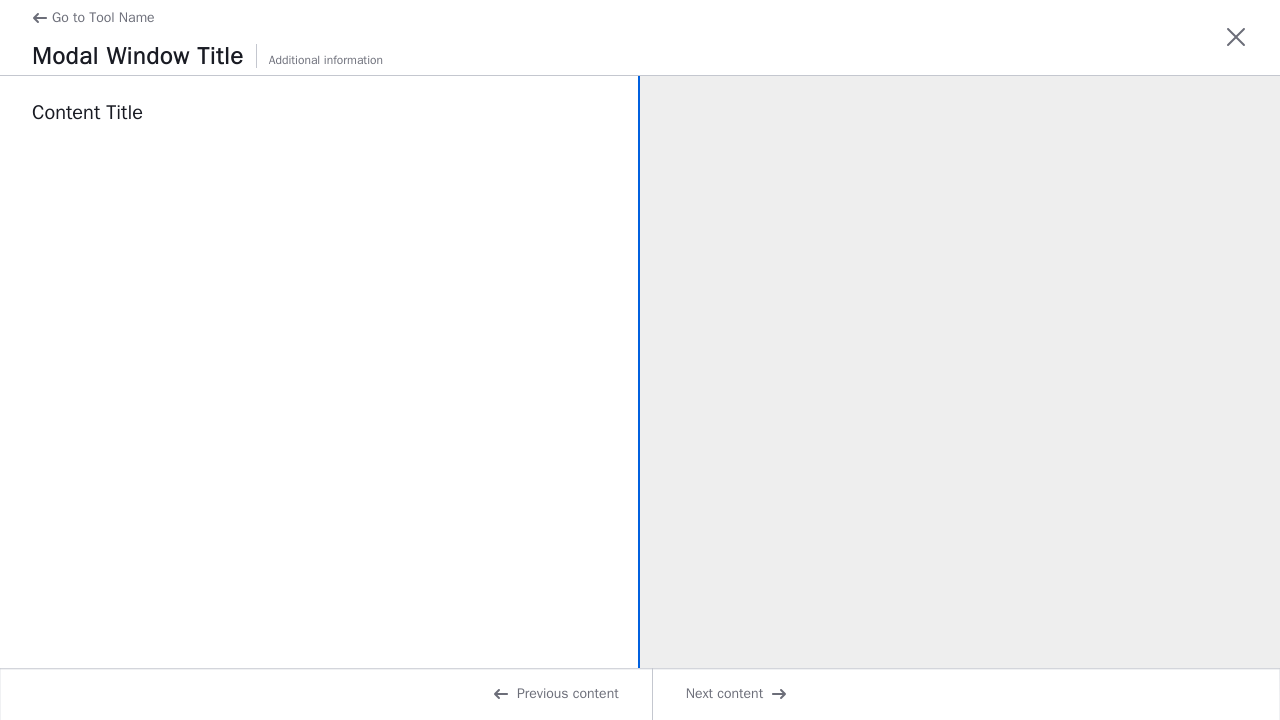 Go to Tool Name
Modal Window Title
Additional information
Content Title
Previous content
Next content